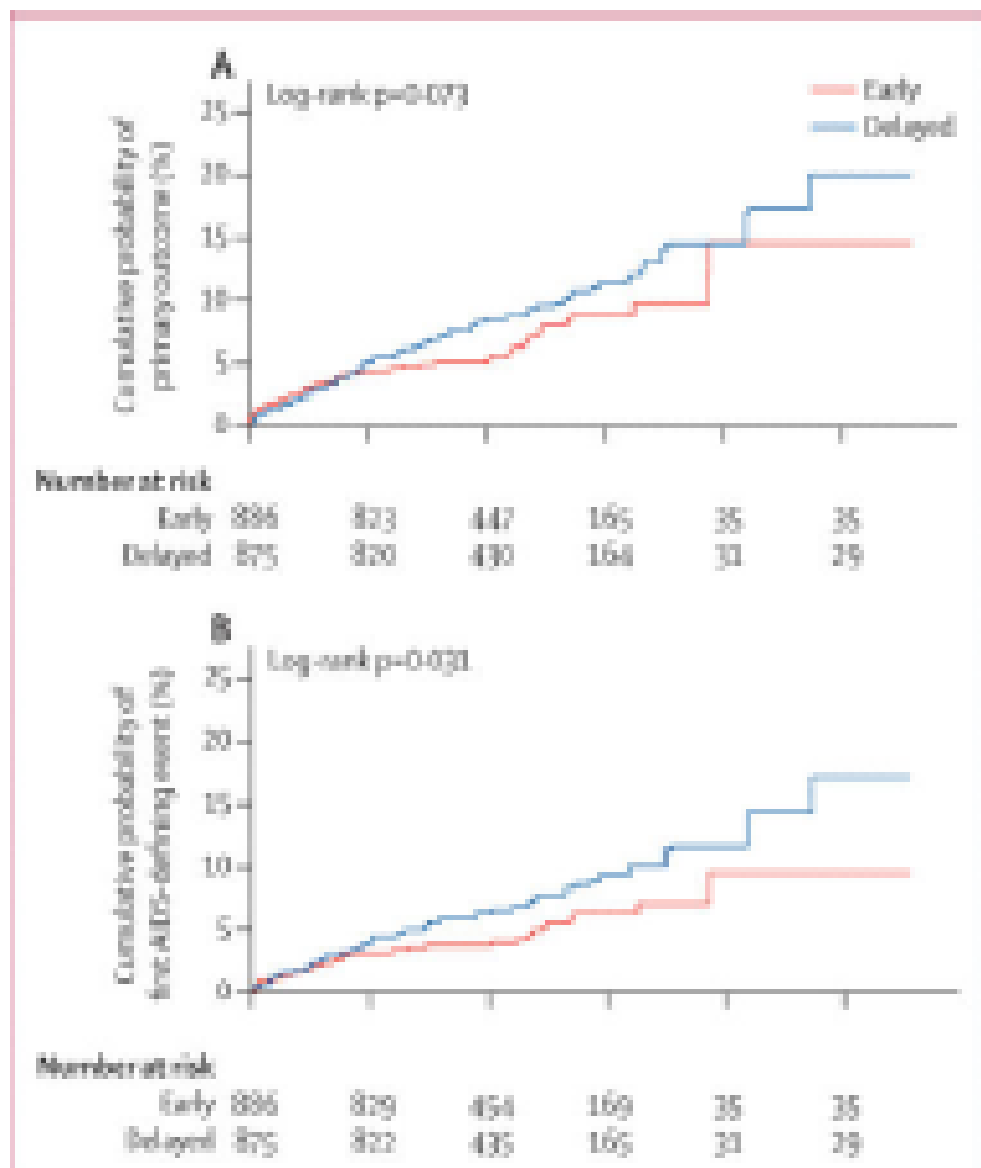 A
Log-rank p=0·073
Early
Delayed
Cumulative probability of
primary outcome (%)
25
20
15
10
5
0
Number at risk
Early 886 823 447 165 35 35
Delayed 875 820 430 164 31 29
B
Log-rank p=0·031
Cumulative probability of
first AIDS-defining event (%)
25
20
15
10
5
0
Number at risk
Early 886 829 454 169 35 35
Delayed 875 822 435 165 31 29